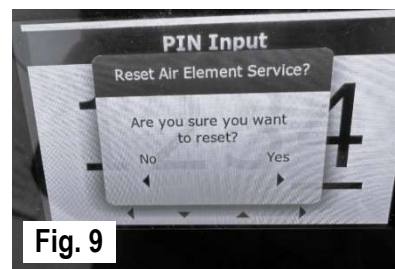 PIN Input
Reset Air Element Service?
Are you sure you want
to reset?
No Yes
Fig. 9